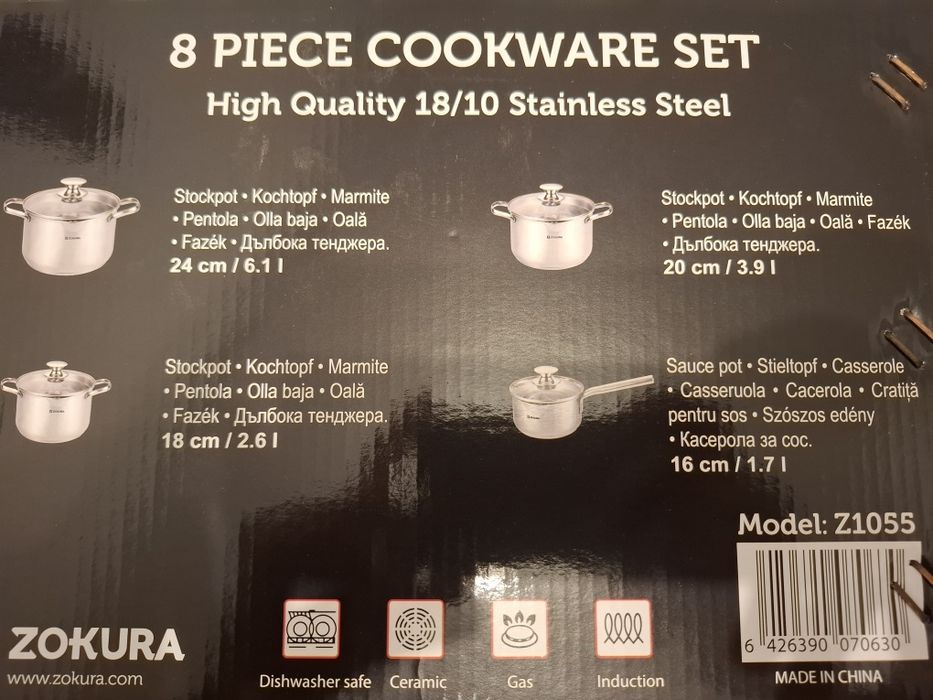 8 PIECE COOKWARE SET
High Quality 18/10 Stainless Steel
Stockpot • Kochtopf • Marmite
• Pentola • Olla baja • Oală
• Fazék • Дълбока тенджера.
24 cm / 6.1 l
Stockpot • Kochtopf • Marmite
• Pentola • Olla baja • Oală • Fazék
• Дълбока тенджера.
20 cm / 3.9 l
Stockpot • Kochtopf • Marmite
• Pentola • Olla baja • Oală
• Fazék • Дълбока тенджера.
18 cm / 2.6 l
Sauce pot • Stieltopf • Casserole
• Casseruola • Cacerola • Cratiță
pentru sos • Szószos edény
• Касерола за сос.
16 cm / 1.7 l
Model: Z1055
6 426390 070630
MADE IN CHINA
ZOKURA
www.zokura.com
Dishwasher safe
Ceramic
Gas
Induction